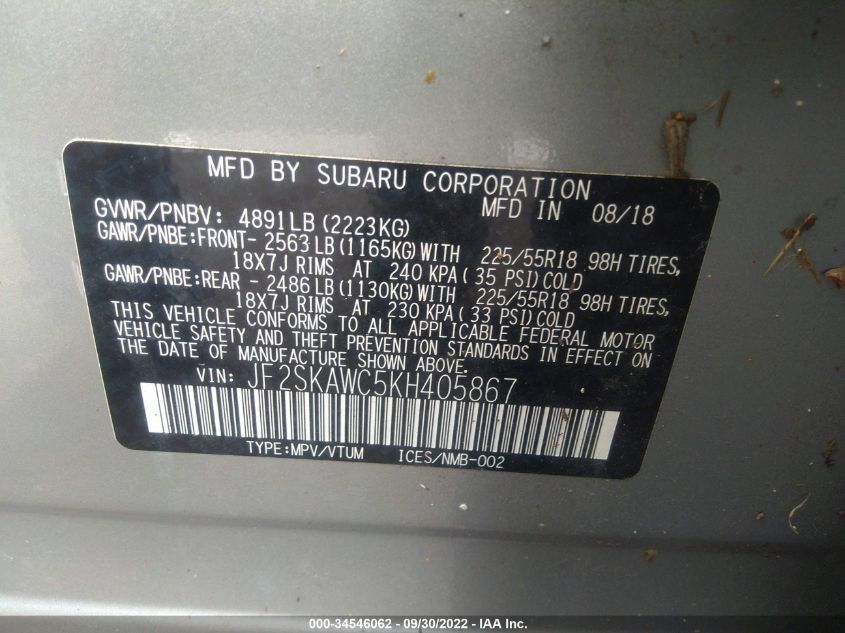 MFD BY SUBARU CORPORATION
GVWR/PNBV: 4891LB(2223KG) MFD IN 08/18
GAWR/PNBE:FRONT- 2563LB(1165KG)WITH 225/55R18 98H TIRES,
18X7J RIMS AT 240 KPA(35 PSI)COLD
GAWR/PNBE:REAR - 2486LB(1130KG)WITH 225/55R18 98H TIRES,
18X7J RIMS AT 230 KPA(33 PSI)COLD
THIS VEHICLE CONFORMS TO ALL APPLICABLE FEDERAL MOTOR
VEHICLE SAFETY AND THEFT PREVENTION STANDARDS IN EFFECT ON
THE DATE OF MANUFACTURE SHOWN ABOVE.
VIN: JF2SKAWC5KH405867
TYPE:MPV/VTUM ICES/NMB-002
000-34546062 - 09/30/2022 - IAA Inc.